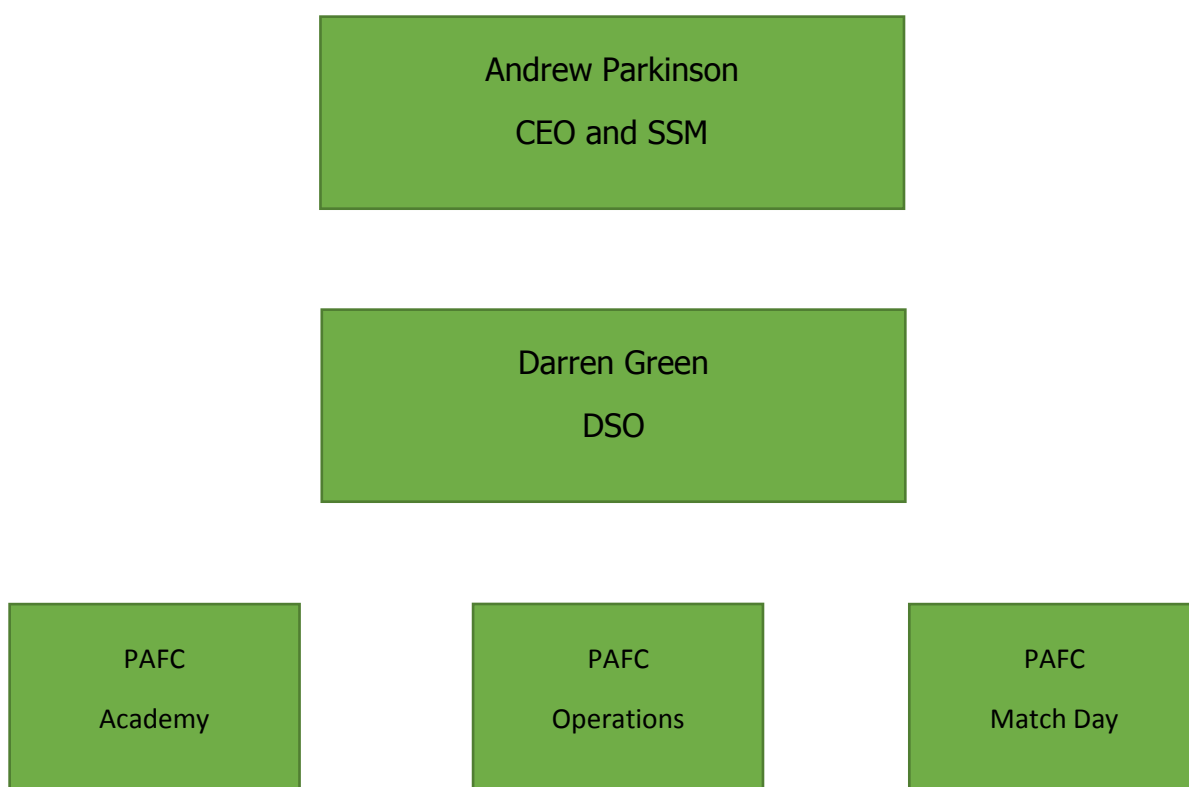 Andrew Parkinson
CEO and SSM
Darren Green
DSO
PAFC
Academy
PAFC
Operations
PAFC
Match Day